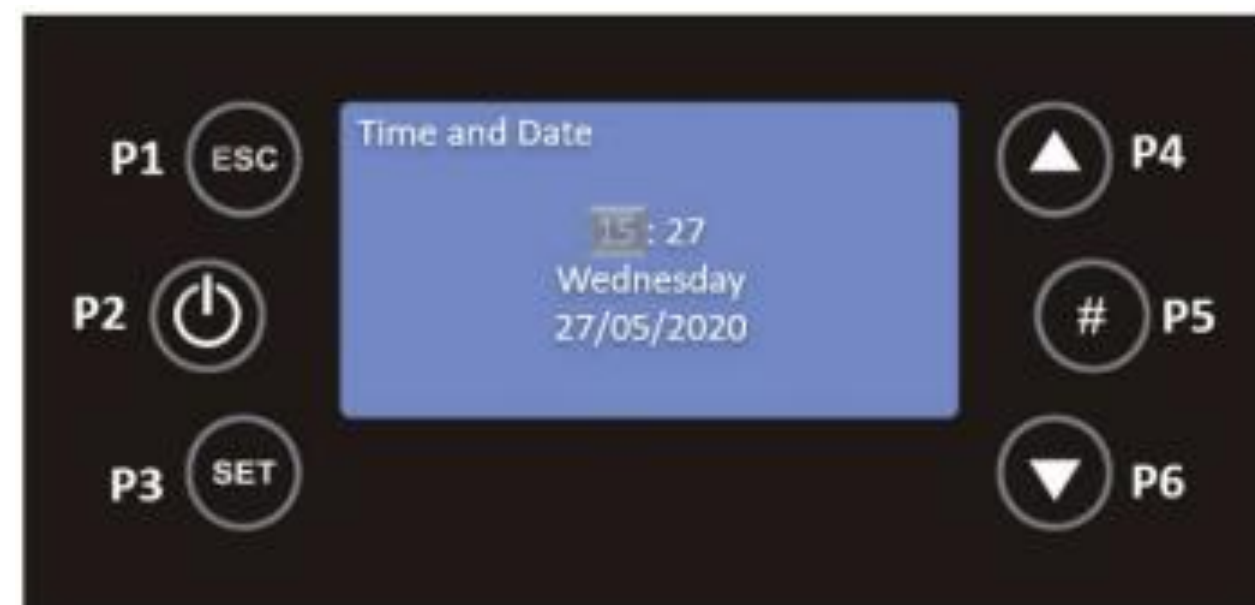 Time and Date
P1 ESC
P4
15 : 27
Wednesday
P2
# P5
27/05/2020
P3 SET
P6